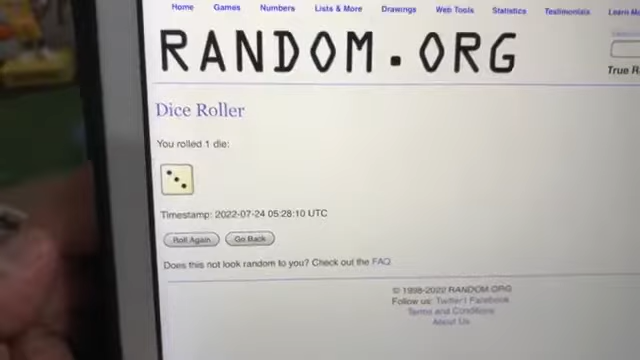 Home Games Numbers Lists & More Drawings Web Tools Statistics Testimonials Learn
RANDOM.ORG
True
Dice Roller
You rolled 1 die:
Timestamp: 2022-07-24 05:28:10 UTC
Roll Again Go Back
Does this not look random to you? Check out the FAQ
© 1998-2022 RANDOM.ORG
Follow us: Twitter | Facebook
Terms and Conditions
About Us